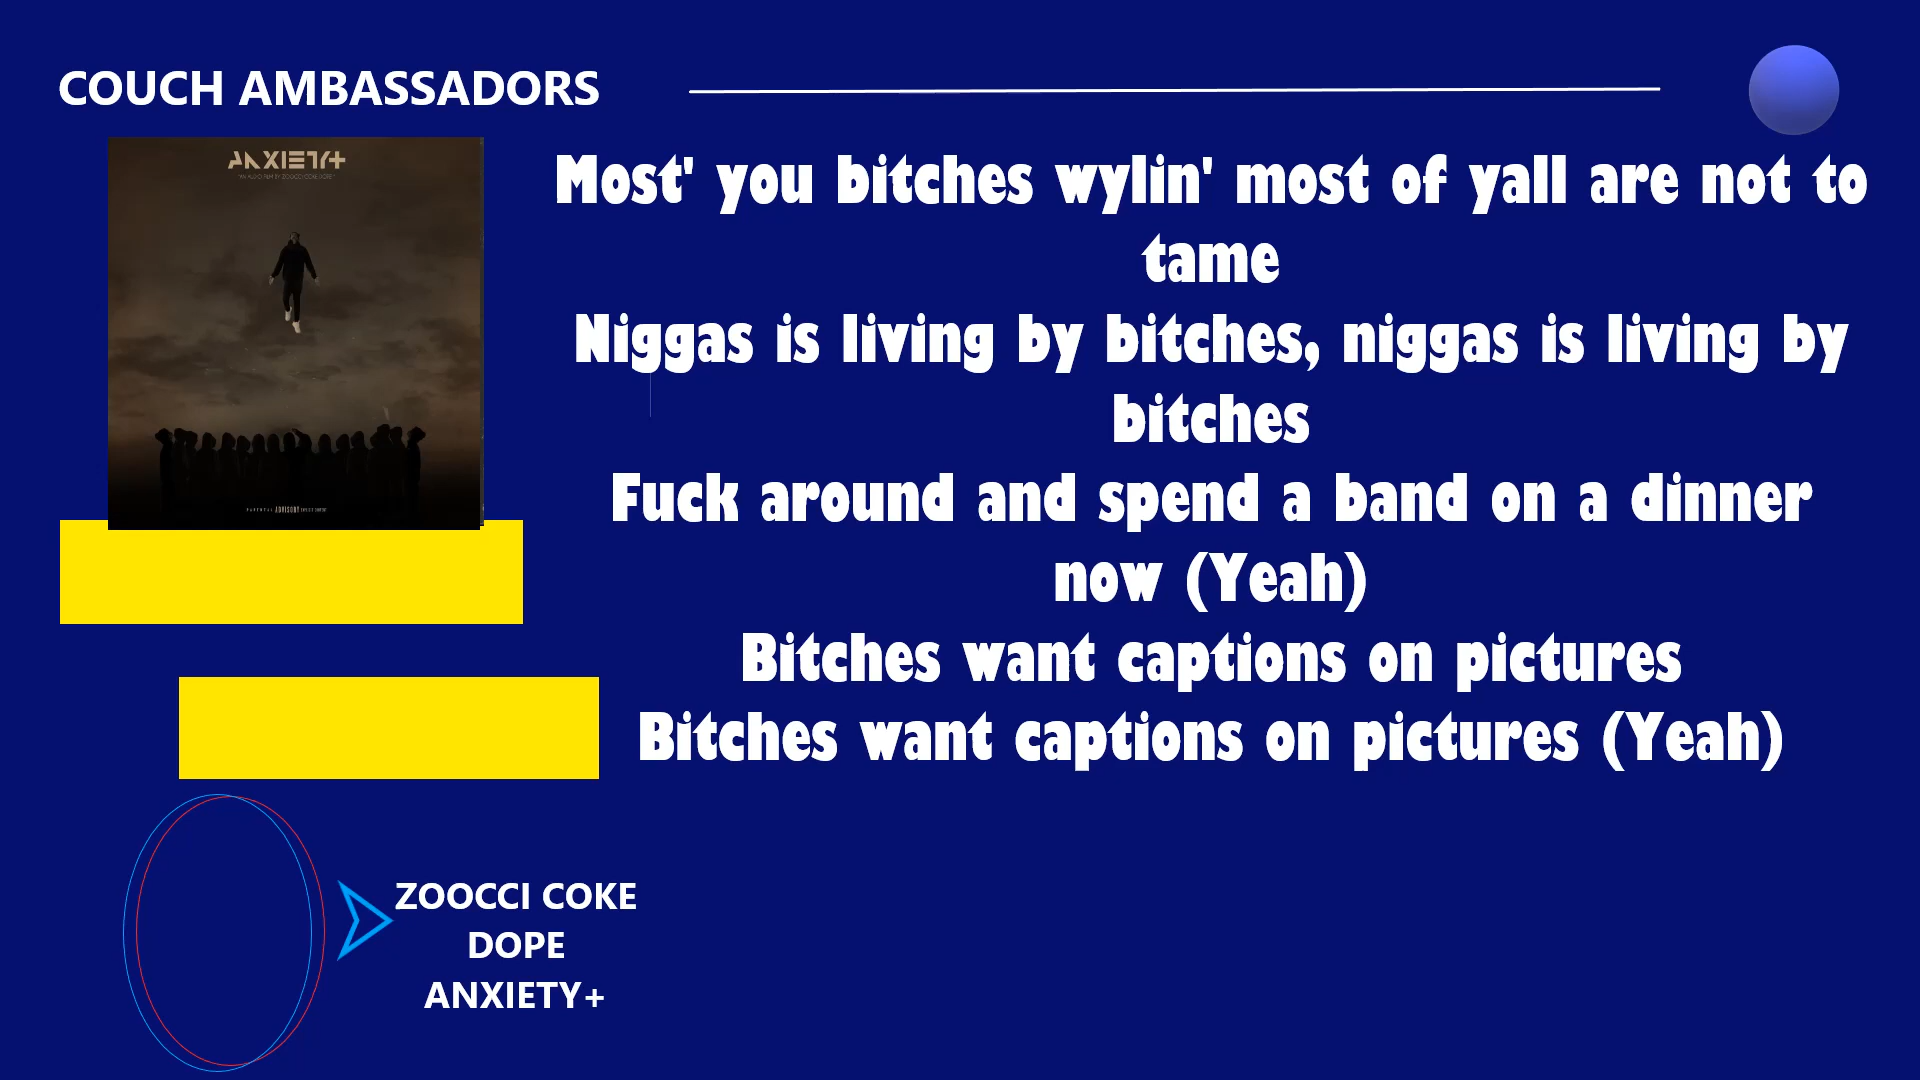 COUCH AMBASSADORS
ANXIETY+
Most' you bitches wylin' most of yall are not to
tame
Niggas is living by bitches, niggas is living by
bitches
Fuck around and spend a band on a dinner
now (Yeah)
Bitches want captions on pictures
Bitches want captions on pictures (Yeah)
PARENTAL ADVISORY
ZOOCCI COKE
DOPE
ANXIETY+